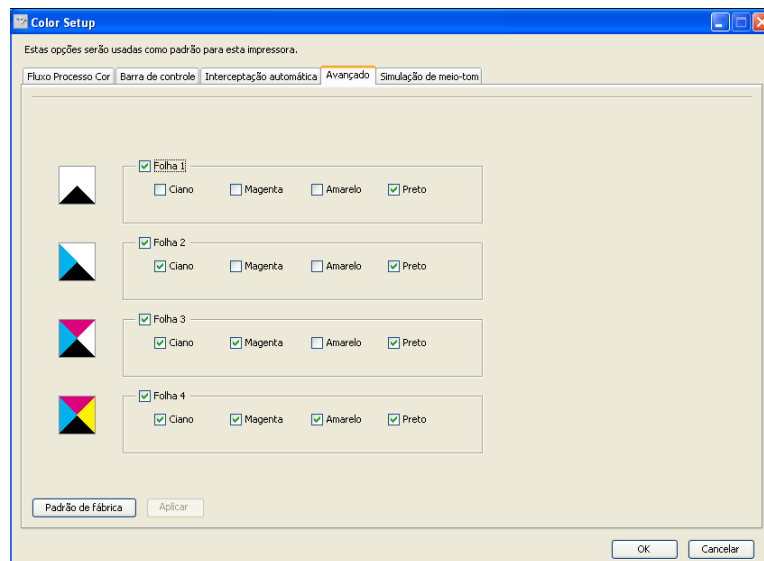 Color Setup
Estas opções serão usadas como padrão para esta impressora.
Fluxo Processo Cor Barra de controle Interceptação automática Avançado Simulação de meio-tom
Folha 1
Ciano Magenta Amarelo Preto
Folha 2
Ciano Magenta Amarelo Preto
Folha 3
Ciano Magenta Amarelo Preto
Folha 4
Ciano Magenta Amarelo Preto
Padrão de fábrica Aplicar
OK Cancelar